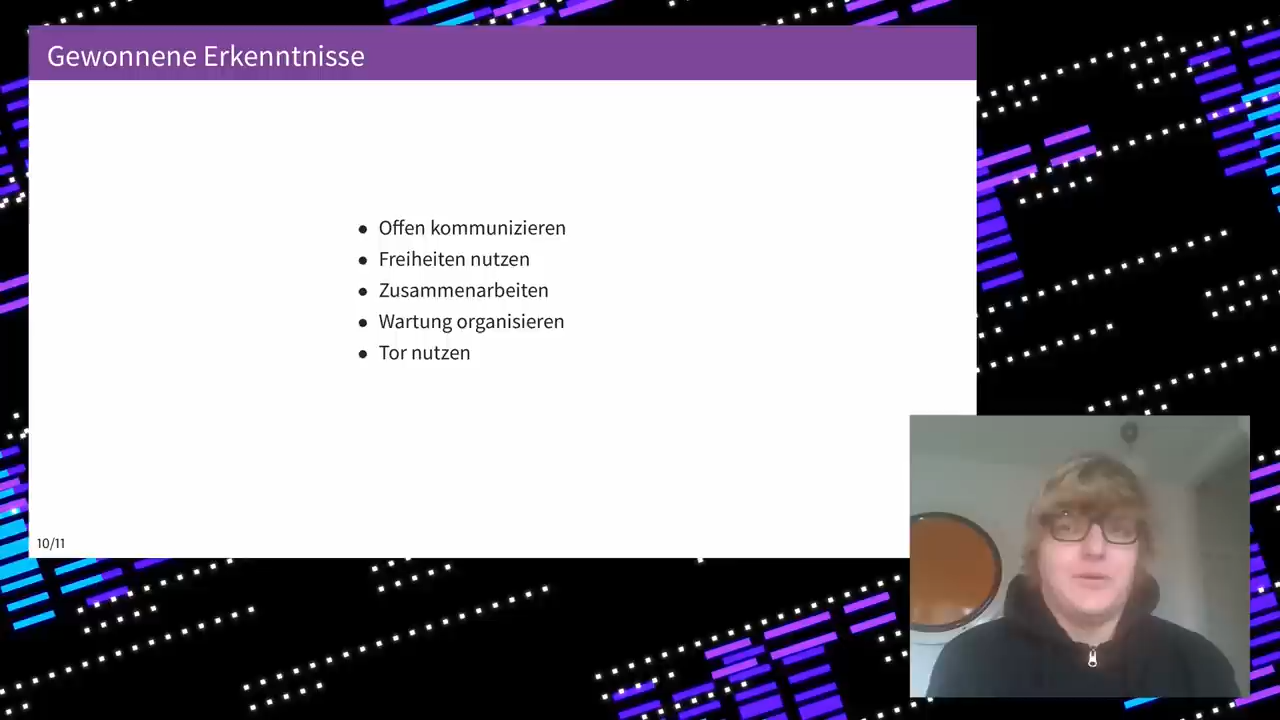 Gewonnene Erkenntnisse
• Offen kommunizieren
• Freiheiten nutzen
• Zusammenarbeiten
• Wartung organisieren
• Tor nutzen
10/11